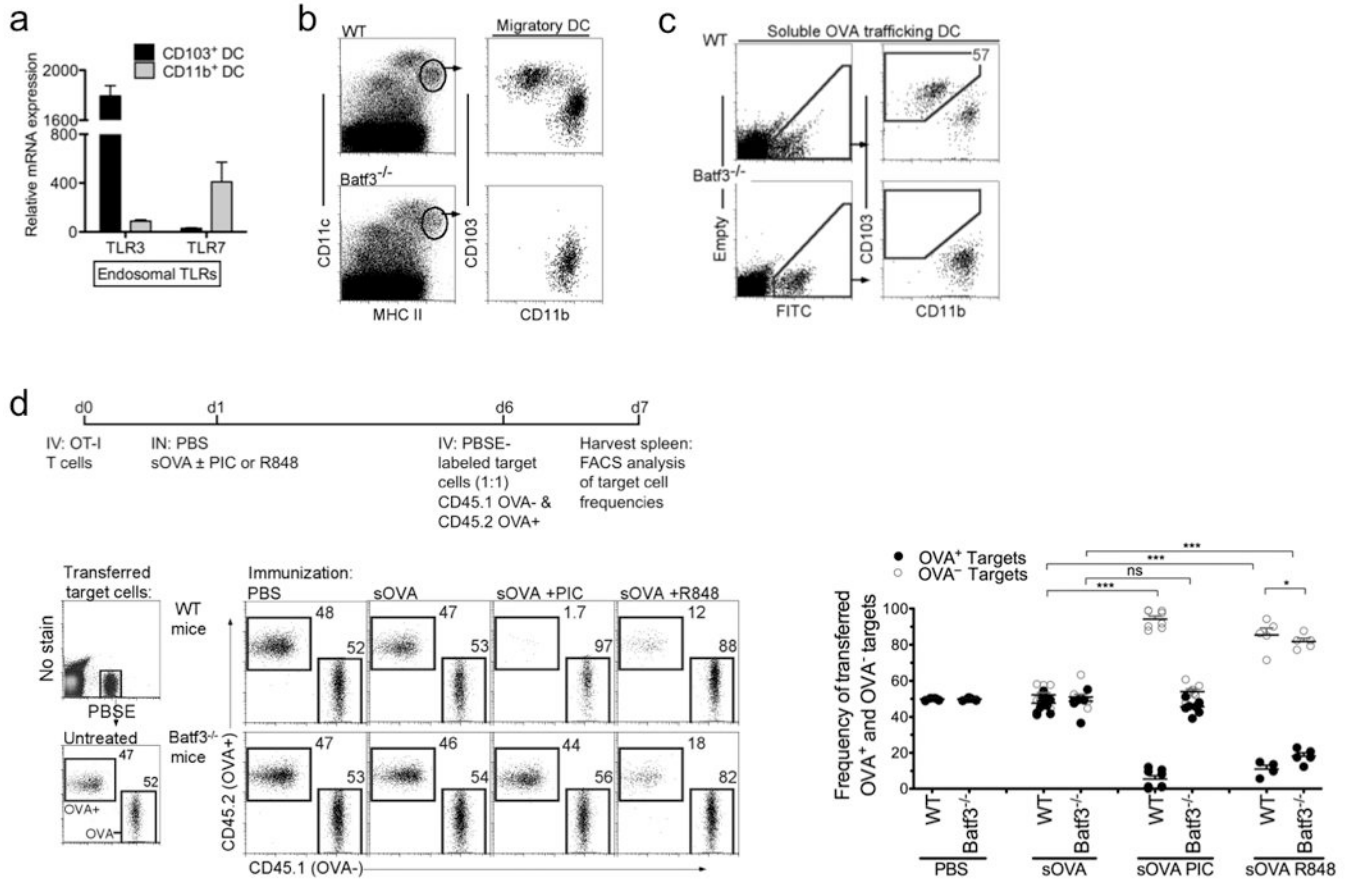 a
CD103+ DC
CD11b+ DC
Relative mRNA expression
2000
1600
800
400
0
TLR3 TLR7
Endosomal TLRs
b
WT
Migratory DC
Batf3-/-
CD11c
CD103
MHC II
CD11b
c
Soluble OVA trafficking DC
WT
57
Batf3-/-
Empty
CD103
FITC
CD11b
d
d0 d1 d6 d7
IV: OT-I
T cells
IN: PBS
sOVA ± PIC or R848
IV: PBSE-
labeled target
cells (1:1)
CD45.1 OVA- &
CD45.2 OVA+
Harvest spleen:
FACS analysis
of target cell
frequencies
Transferred
target cells:
No stain
PBSE
Untreated
47
52
OVA+
OVA-
Immunization:
PBS sOVA sOVA +PIC sOVA +R848
WT
mice
48 47 1.7 12
52 53 97 88
Batf3-/-
mice
47 46 44 18
53 54 56 82
CD45.2 (OVA+)
CD45.1 (OVA-)
OVA+ Targets
OVA− Targets
***
***
ns
***
*
Frequency of transferred
OVA+ and OVA- targets
100
80
60
40
20
0
WT Batf3-/- WT Batf3-/- WT Batf3-/- WT Batf3-/-
PBS sOVA sOVA PIC sOVA R848